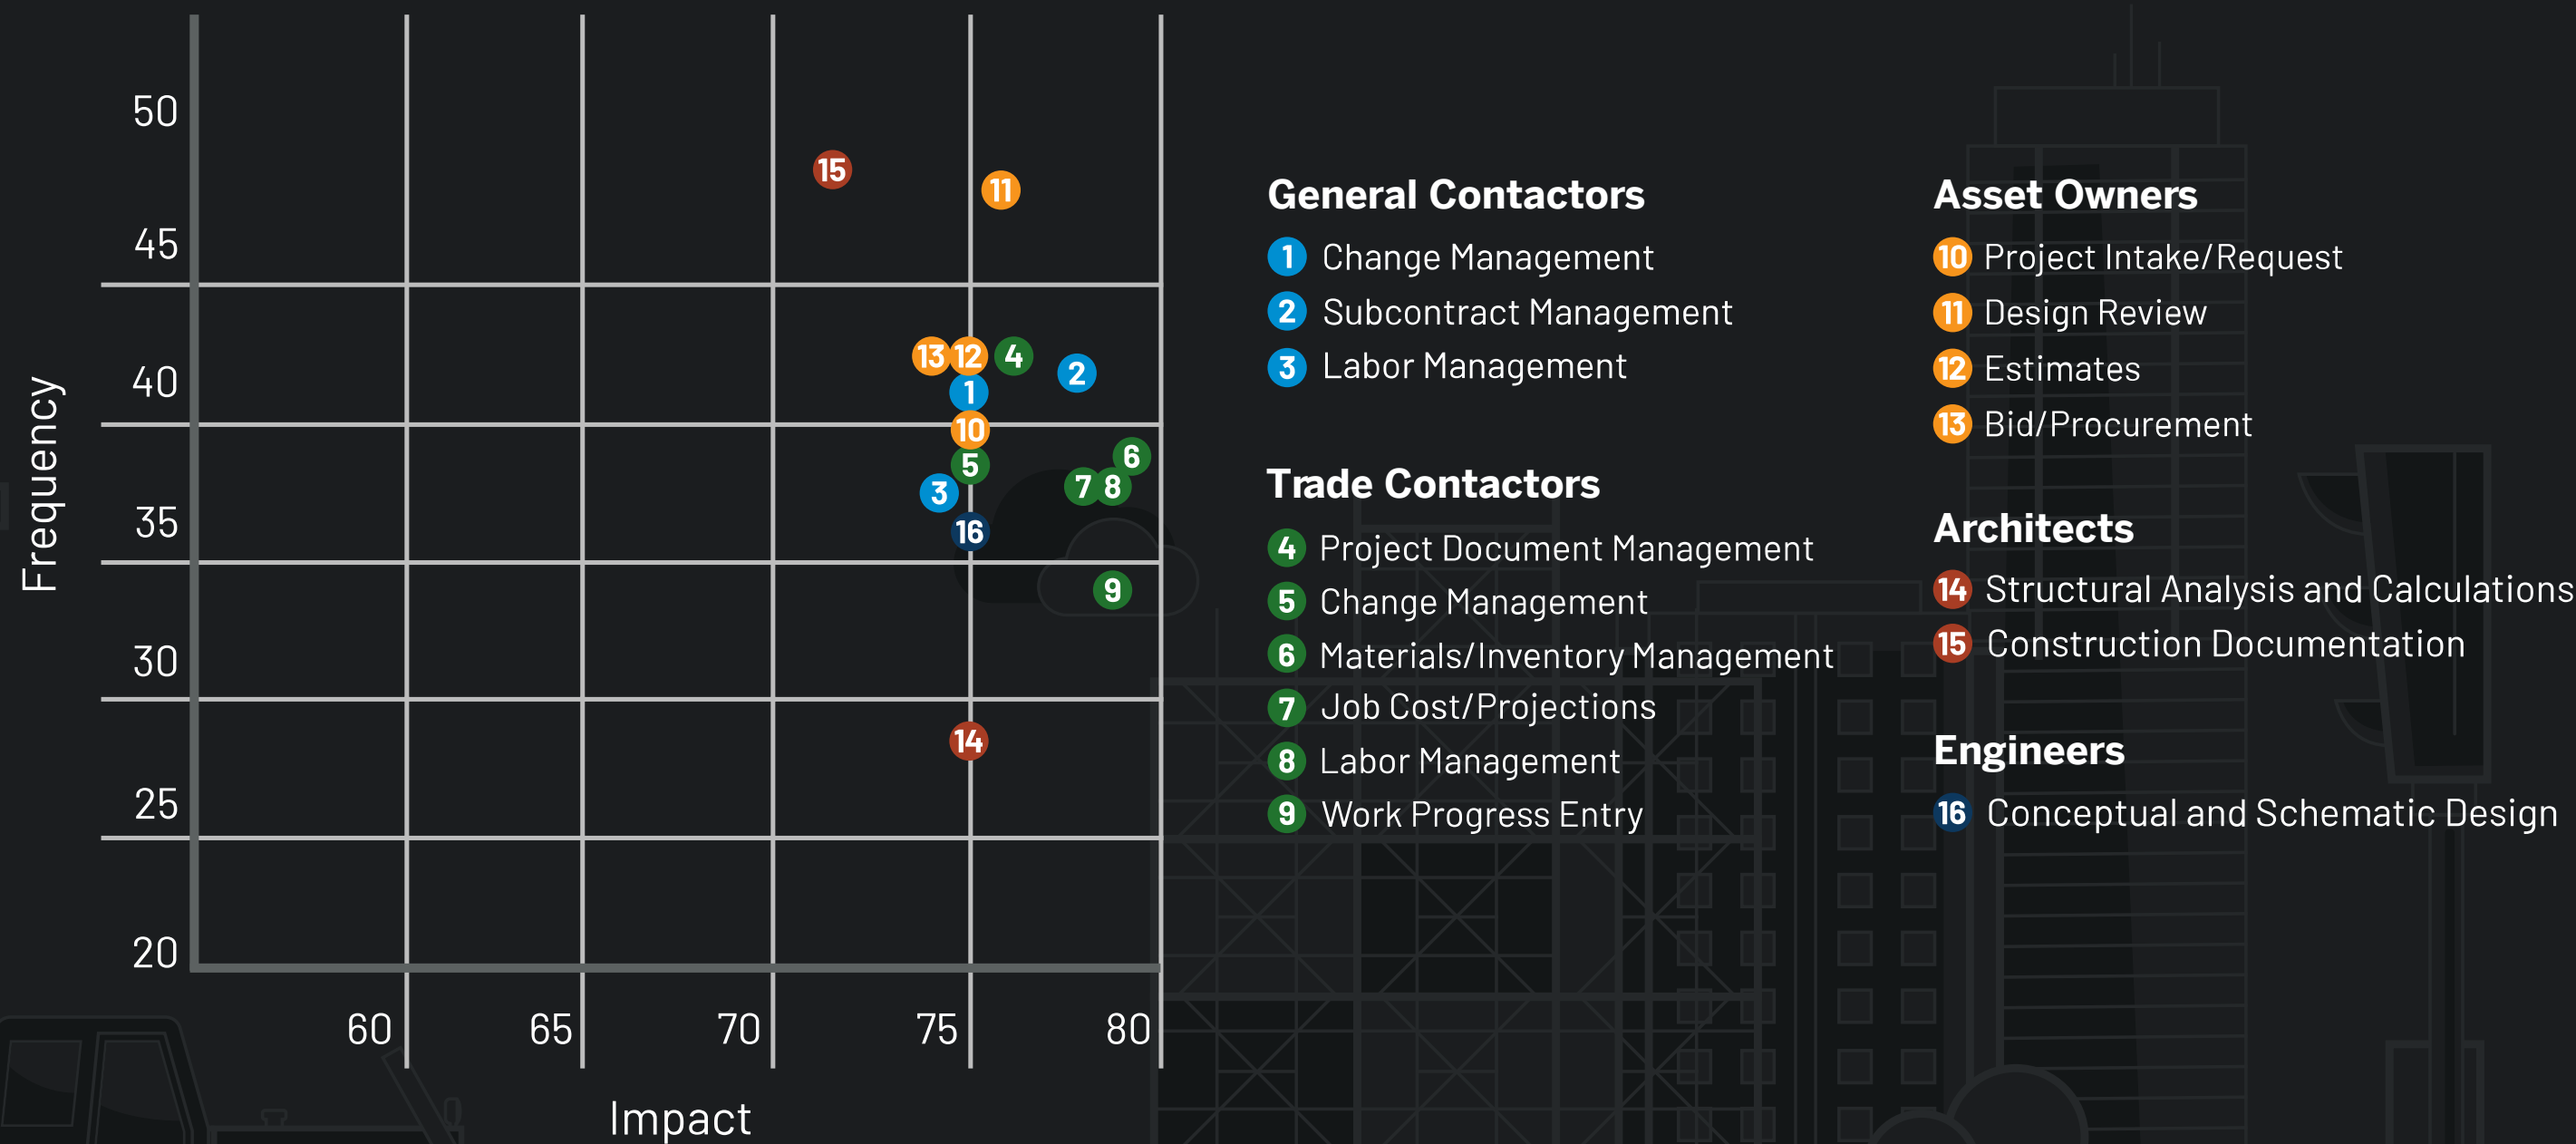 50
45
40
35
30
25
20
Frequency
15
11
13
12
4
2
1
10
5
6
3
7
8
16
9
14
60
65
70
75
80
Impact
General Contactors
1 Change Management
2 Subcontract Management
3 Labor Management
Trade Contactors
4 Project Document Management
5 Change Management
6 Materials/Inventory Management
7 Job Cost/Projections
8 Labor Management
9 Work Progress Entry
Asset Owners
10 Project Intake/Request
11 Design Review
12 Estimates
13 Bid/Procurement
Architects
14 Structural Analysis and Calculations
15 Construction Documentation
Engineers
16 Conceptual and Schematic Design